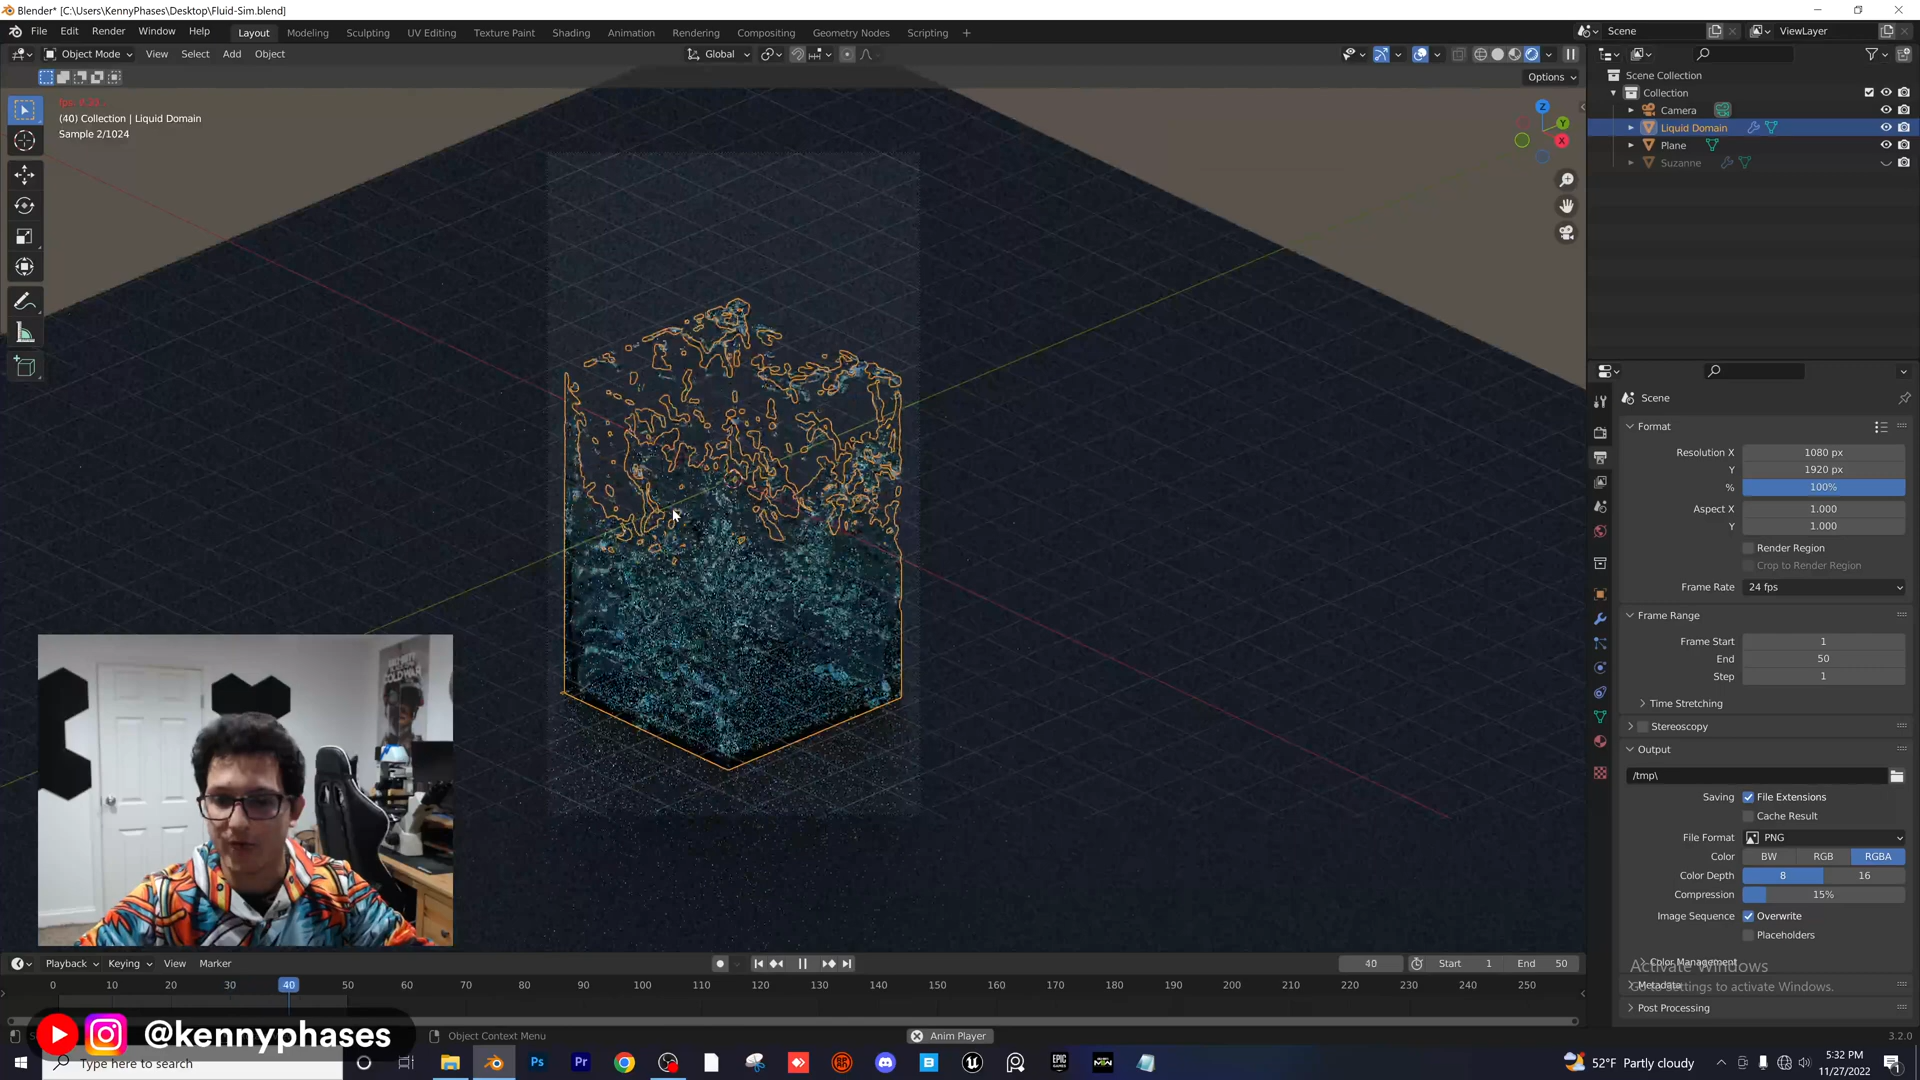 Blender* [C:\Users\KennyPhases\Desktop\Fluid-Sim.blend]
File Edit Render Window Help
Layout Modeling Sculpting UV Editing Texture Paint Shading Animation Rendering Compositing Geometry Nodes Scripting +
Scene
ViewLayer
Object Mode View Select Add Object
Global
Options
fps: 0.33
(40) Collection | Liquid Domain
Sample 2/1024
Z
Y
X
Scene Collection
Collection
Camera
Liquid Domain
Plane
Suzanne
Scene
Format
Resolution X 1080 px
Y 1920 px
% 100%
Aspect X 1.000
Y 1.000
Render Region
Crop to Render Region
Frame Rate 24 fps
Frame Range
Frame Start 1
End 50
Step 1
Time Stretching
Stereoscopy
Output
/tmp\
Saving File Extensions
Cache Result
File Format PNG
Color BW RGB RGBA
Color Depth 8 16
Compression 15%
Image Sequence Overwrite
Placeholders
Color Management
Activate Windows
Metadata
Go to Settings to activate Windows.
Post Processing
Playback Keying View Marker
40 Start 1 End 50
0 10 20 30 40 50 60 70 80 90 100 110 120 130 140 150 160 170 180 190 200 210 220 230 240 250
@kennyphases
Object Context Menu
Anim Player
3.2.0
Type here to search
Ps
Pr
52°F Partly cloudy
5:32 PM
11/27/2022